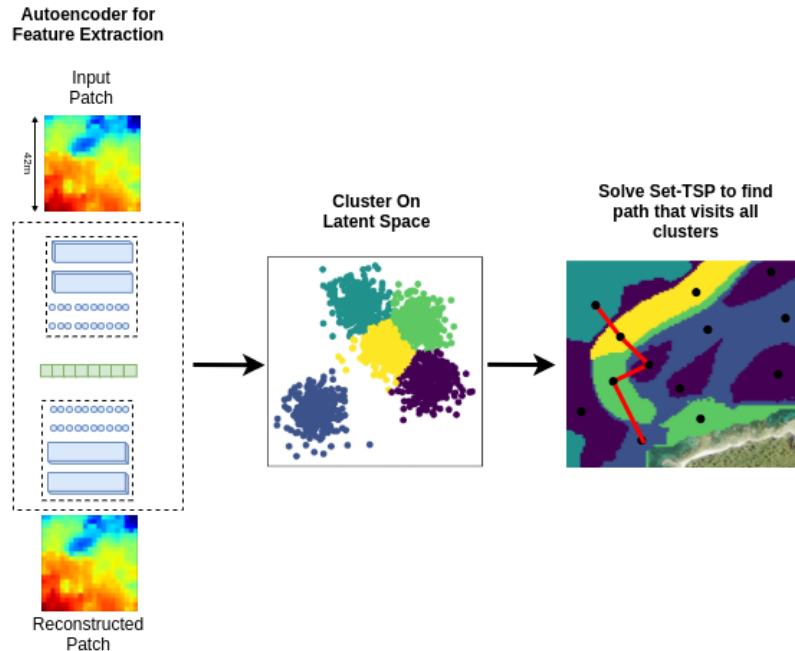 Autoencoder for
Feature Extraction
Input
Patch
42m
Reconstructed
Patch
Cluster On
Latent Space
Solve Set-TSP to find
path that visits all
clusters